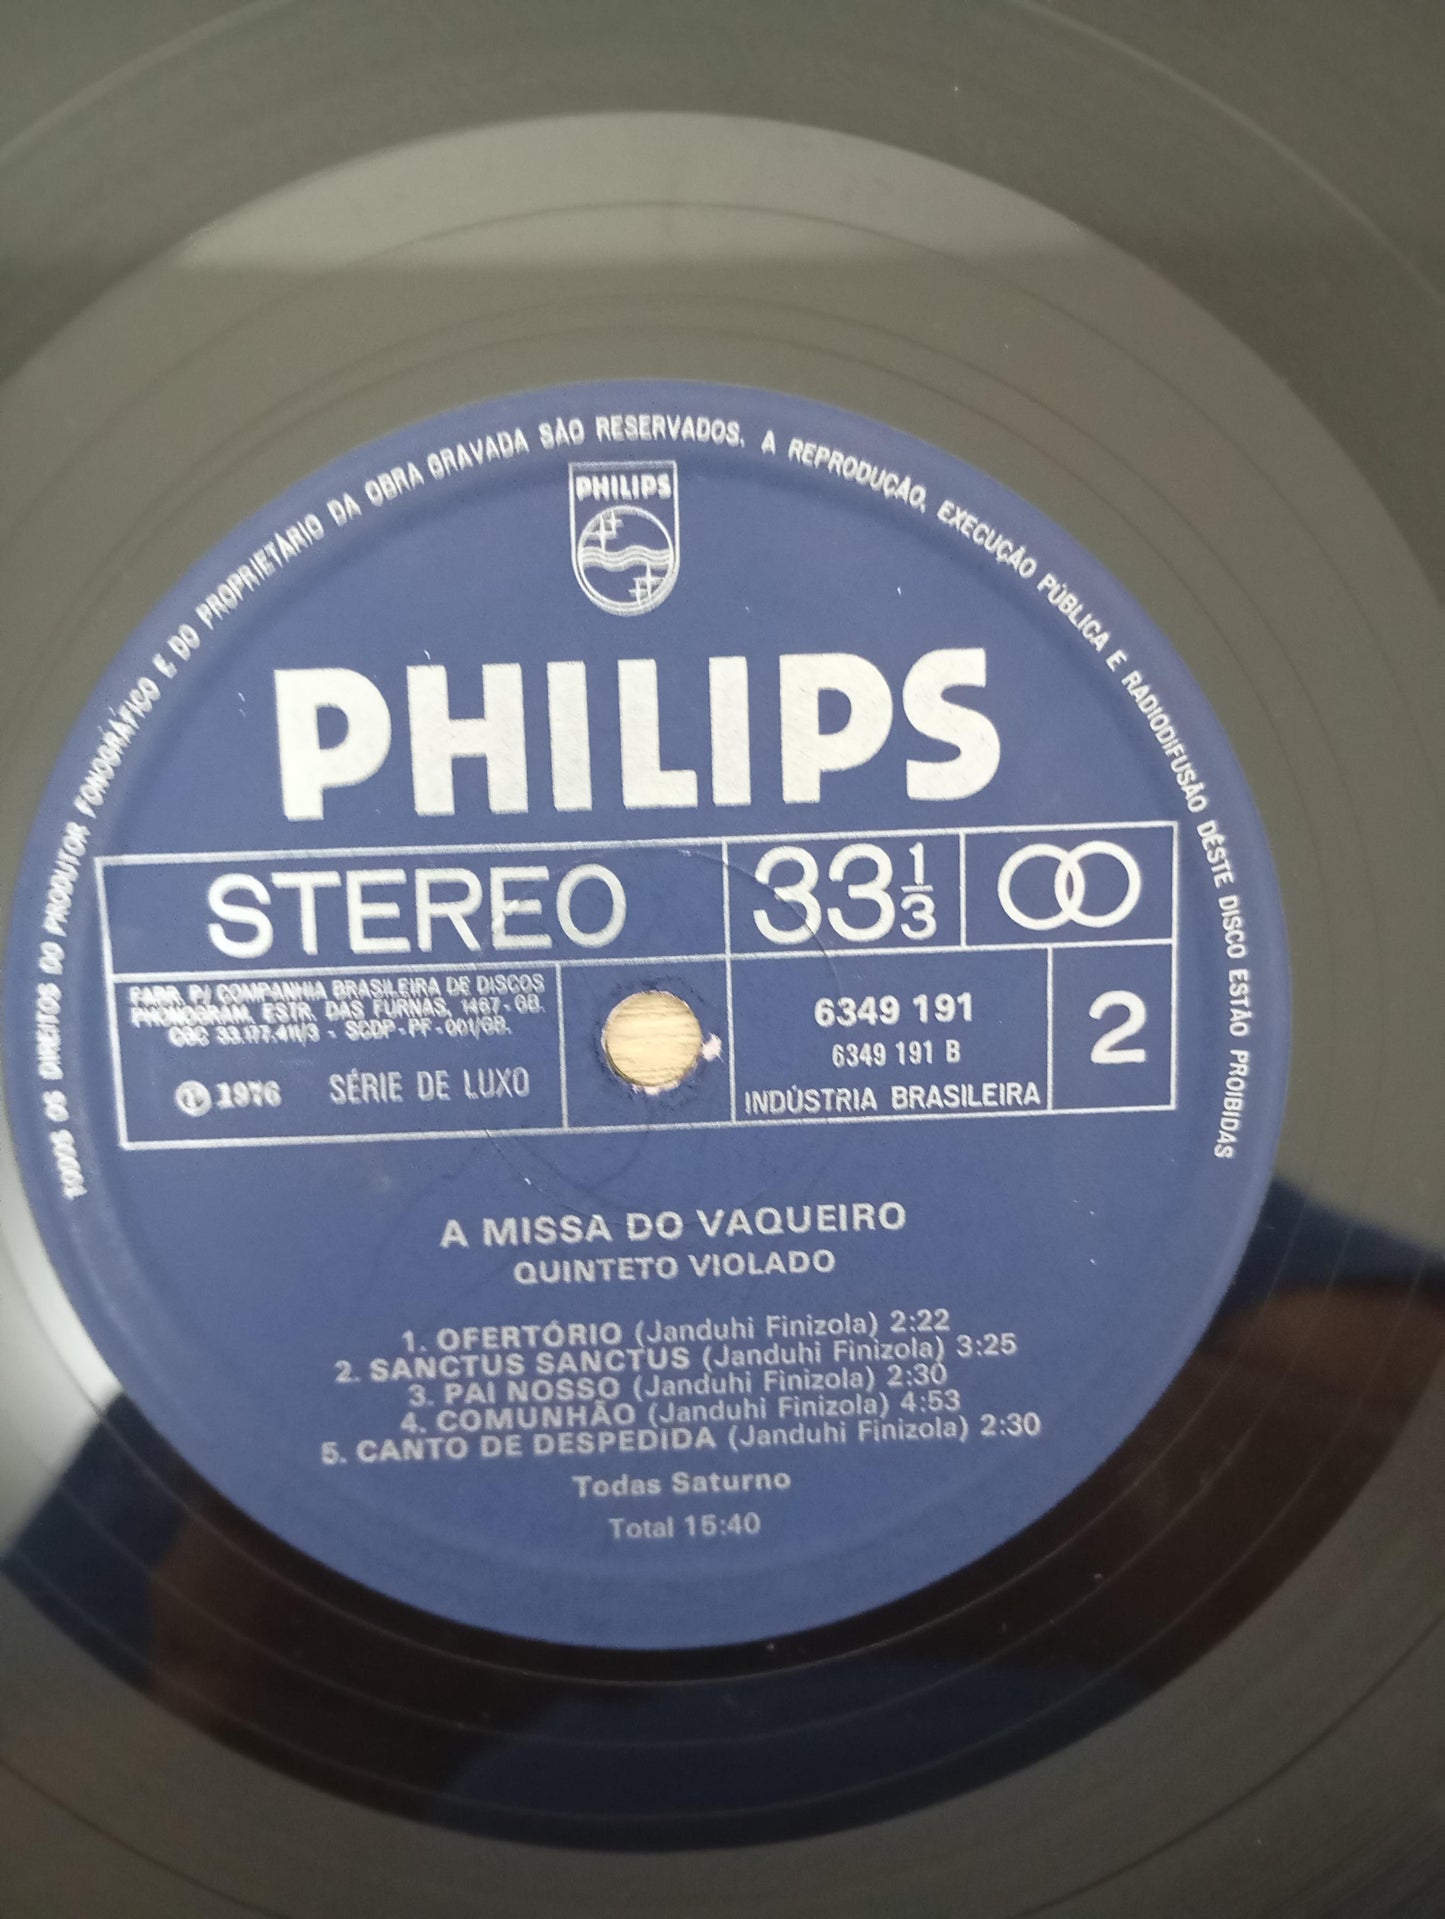 TODOS OS DIREITOS DO PRODUTOR FONOGRÁFICO E DO PROPRIETÁRIO DA OBRA GRAVADA SÃO RESERVADOS. A REPRODUÇÃO, EXECUÇÃO PÚBLICA E RADIODIFUSÃO DÊSTE DISCO ESTÃO PROIBIDAS
PHILIPS
PHILIPS
STEREO
33 1/3
FABR. P/ COMPANHIA BRASILEIRA DE DISCOS
PHONOGRAM, ESTR. DAS FURNAS, 1467-GB.
CGC 33.177.411/3 - SCDP-PF-001/GB.
Ⓟ 1976 SÉRIE DE LUXO
6349 191
6349 191 B
INDÚSTRIA BRASILEIRA
2
A MISSA DO VAQUEIRO
QUINTETO VIOLADO
1. OFERTÓRIO (Janduhi Finizola) 2:22
2. SANCTUS SANCTUS (Janduhi Finizola) 3:25
3. PAI NOSSO (Janduhi Finizola) 2:30
4. COMUNHÃO (Janduhi Finizola) 4:53
5. CANTO DE DESPEDIDA (Janduhi Finizola) 2:30
Todas Saturno
Total 15:40